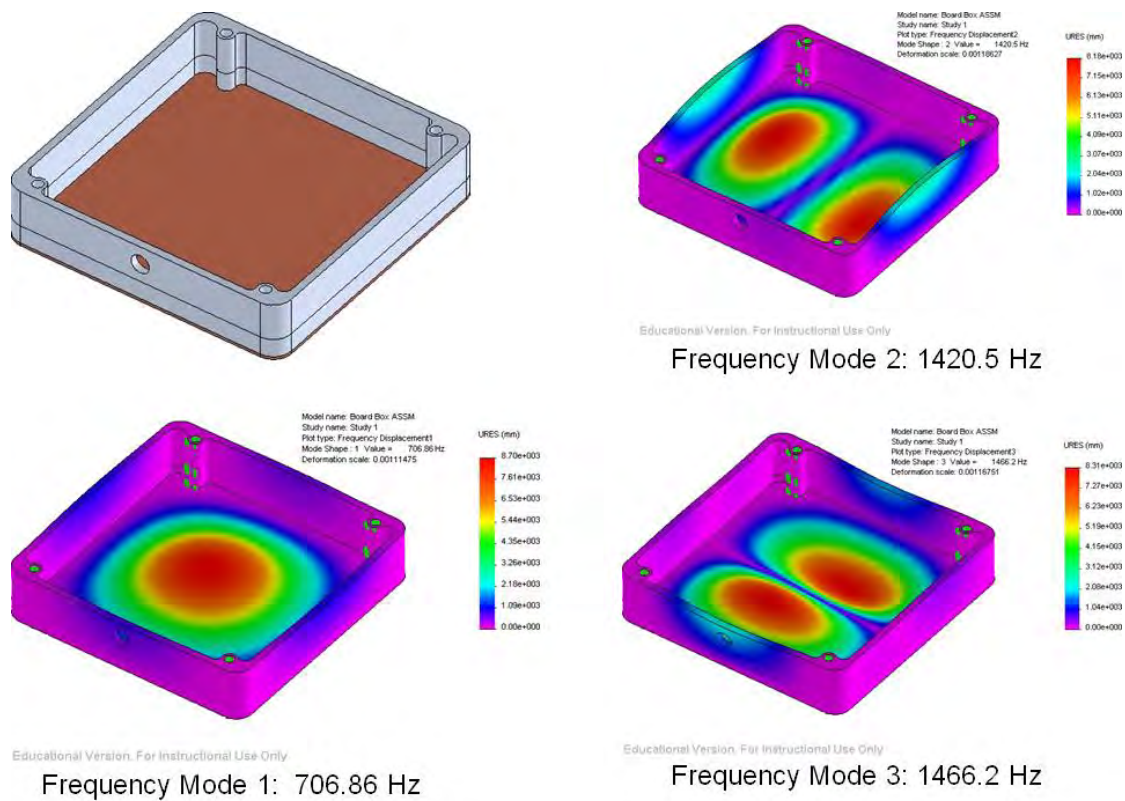 Model name: Board Box ASSM
Study name: Study 1
Plot type: Frequency Displacement2
Mode Shape : 2 Value = 1420.5 Hz
Deformation scale: 0.00118627
URES (mm)
8.18e+003
7.15e+003
6.13e+003
5.11e+003
4.09e+003
3.07e+003
2.04e+003
1.02e+003
0.00e+000
Educational Version. For Instructional Use Only
Frequency Mode 2: 1420.5 Hz
Model name: Board Box ASSM
Study name: Study 1
Plot type: Frequency Displacement1
Mode Shape : 1 Value = 706.86 Hz
Deformation scale: 0.00111475
URES (mm)
8.70e+003
7.61e+003
6.53e+003
5.44e+003
4.35e+003
3.26e+003
2.18e+003
1.09e+003
0.00e+000
Educational Version. For Instructional Use Only
Frequency Mode 1: 706.86 Hz
Model name: Board Box ASSM
Study name: Study 1
Plot type: Frequency Displacement3
Mode Shape : 3 Value = 1466.2 Hz
Deformation scale: 0.00116751
URES (mm)
8.31e+003
7.27e+003
6.23e+003
5.19e+003
4.15e+003
3.12e+003
2.08e+003
1.04e+003
0.00e+000
Educational Version. For Instructional Use Only
Frequency Mode 3: 1466.2 Hz